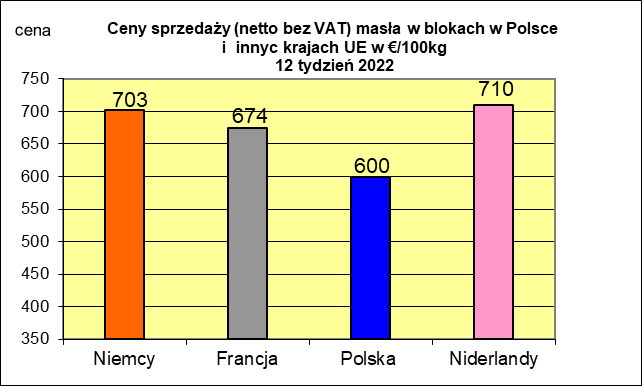 cena
Ceny sprzedaży (netto bez VAT) masła w blokach w Polsce
i innyc krajach UE w €/100kg
12 tydzień 2022
750
700
650
600
550
500
450
400
350
703
674
600
710
Niemcy
Francja
Polska
Niderlandy